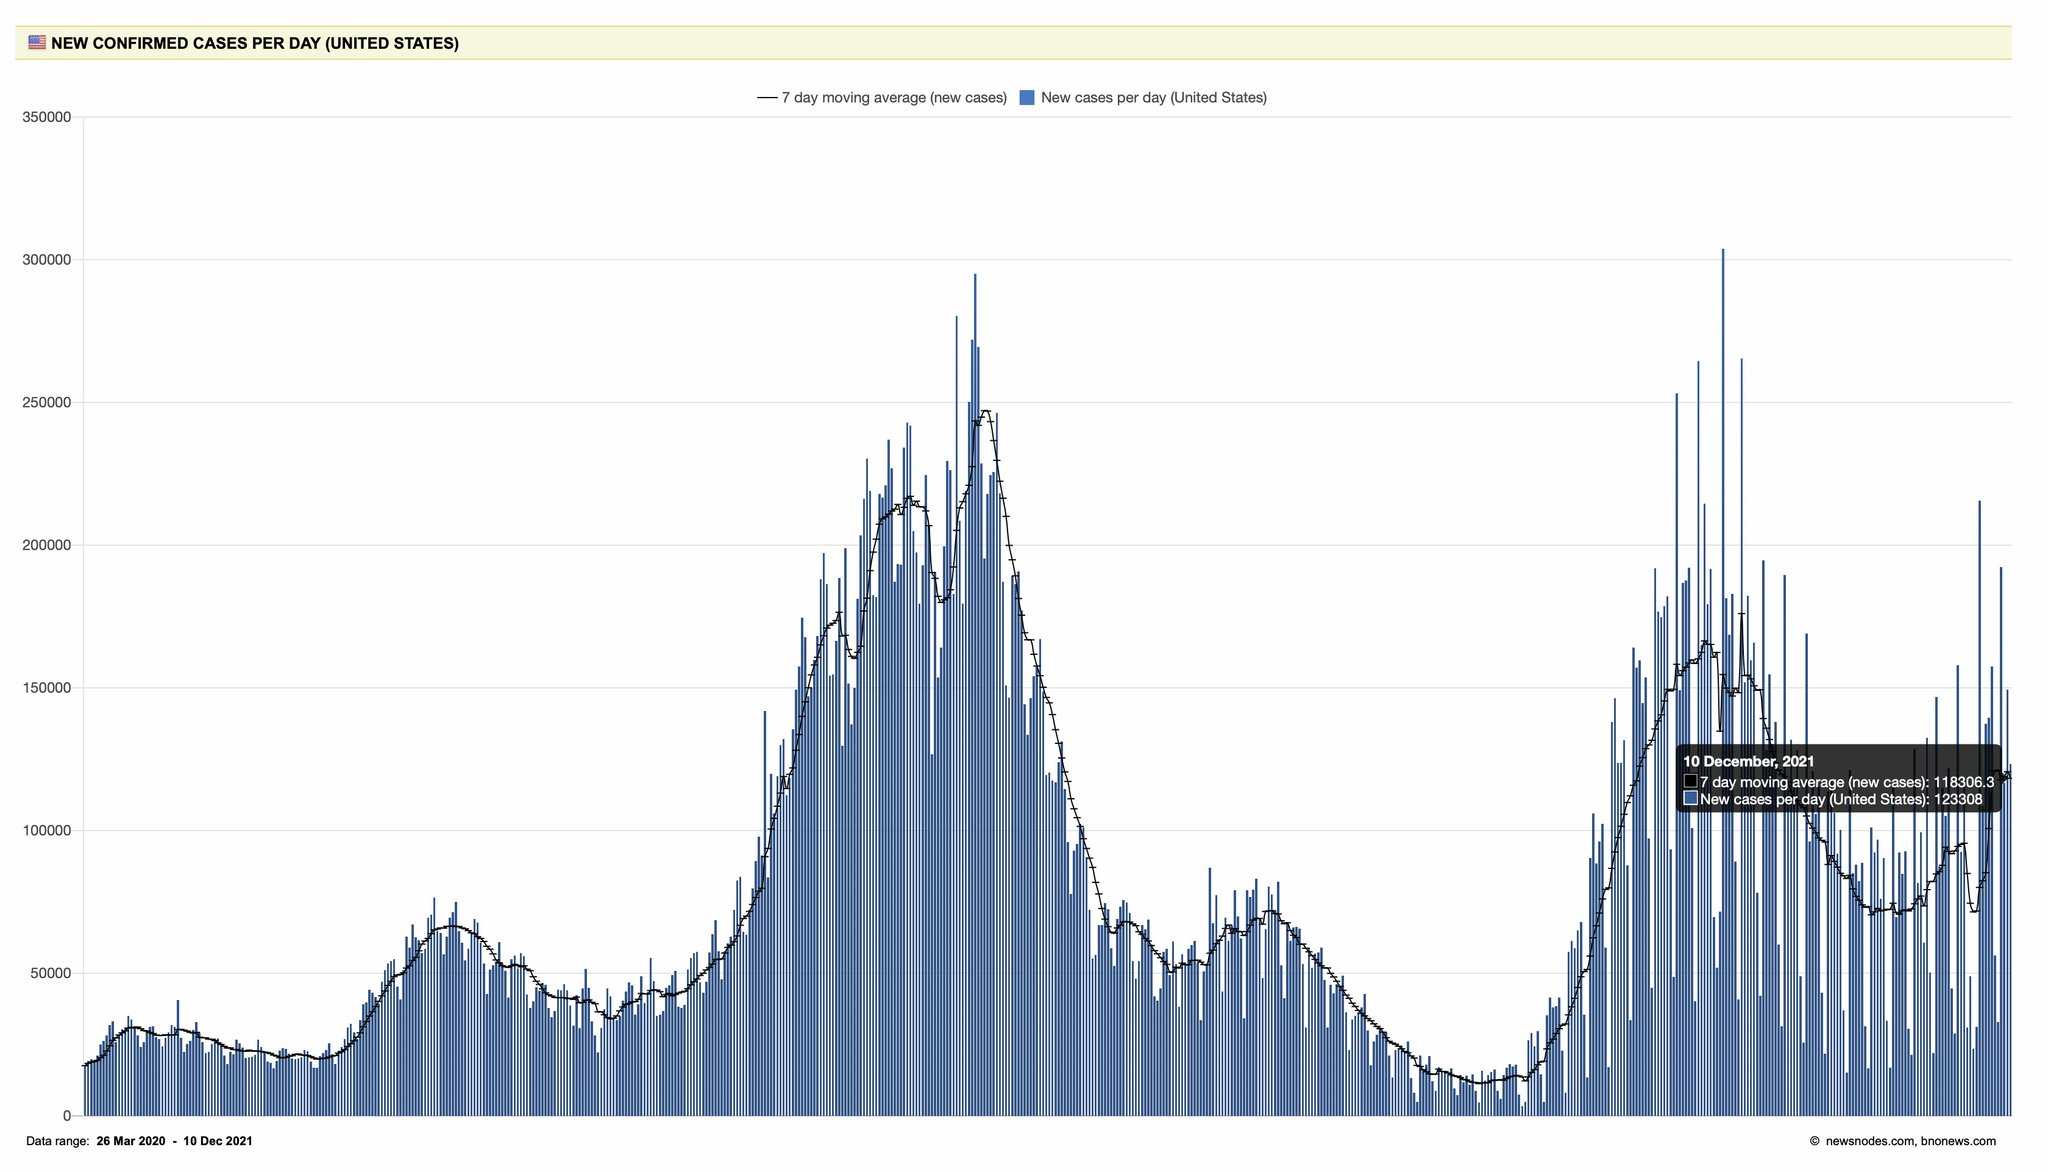 NEW CONFIRMED CASES PER DAY (UNITED STATES)
7 day moving average (new cases) New cases per day (United States)
350000
300000
250000
200000
150000
100000
50000
0
10 December, 2021
7 day moving average (new cases): 118306.3
New cases per day (United States): 123308
Data range: 26 Mar 2020 - 10 Dec 2021
© newsnodes.com, bnonews.com